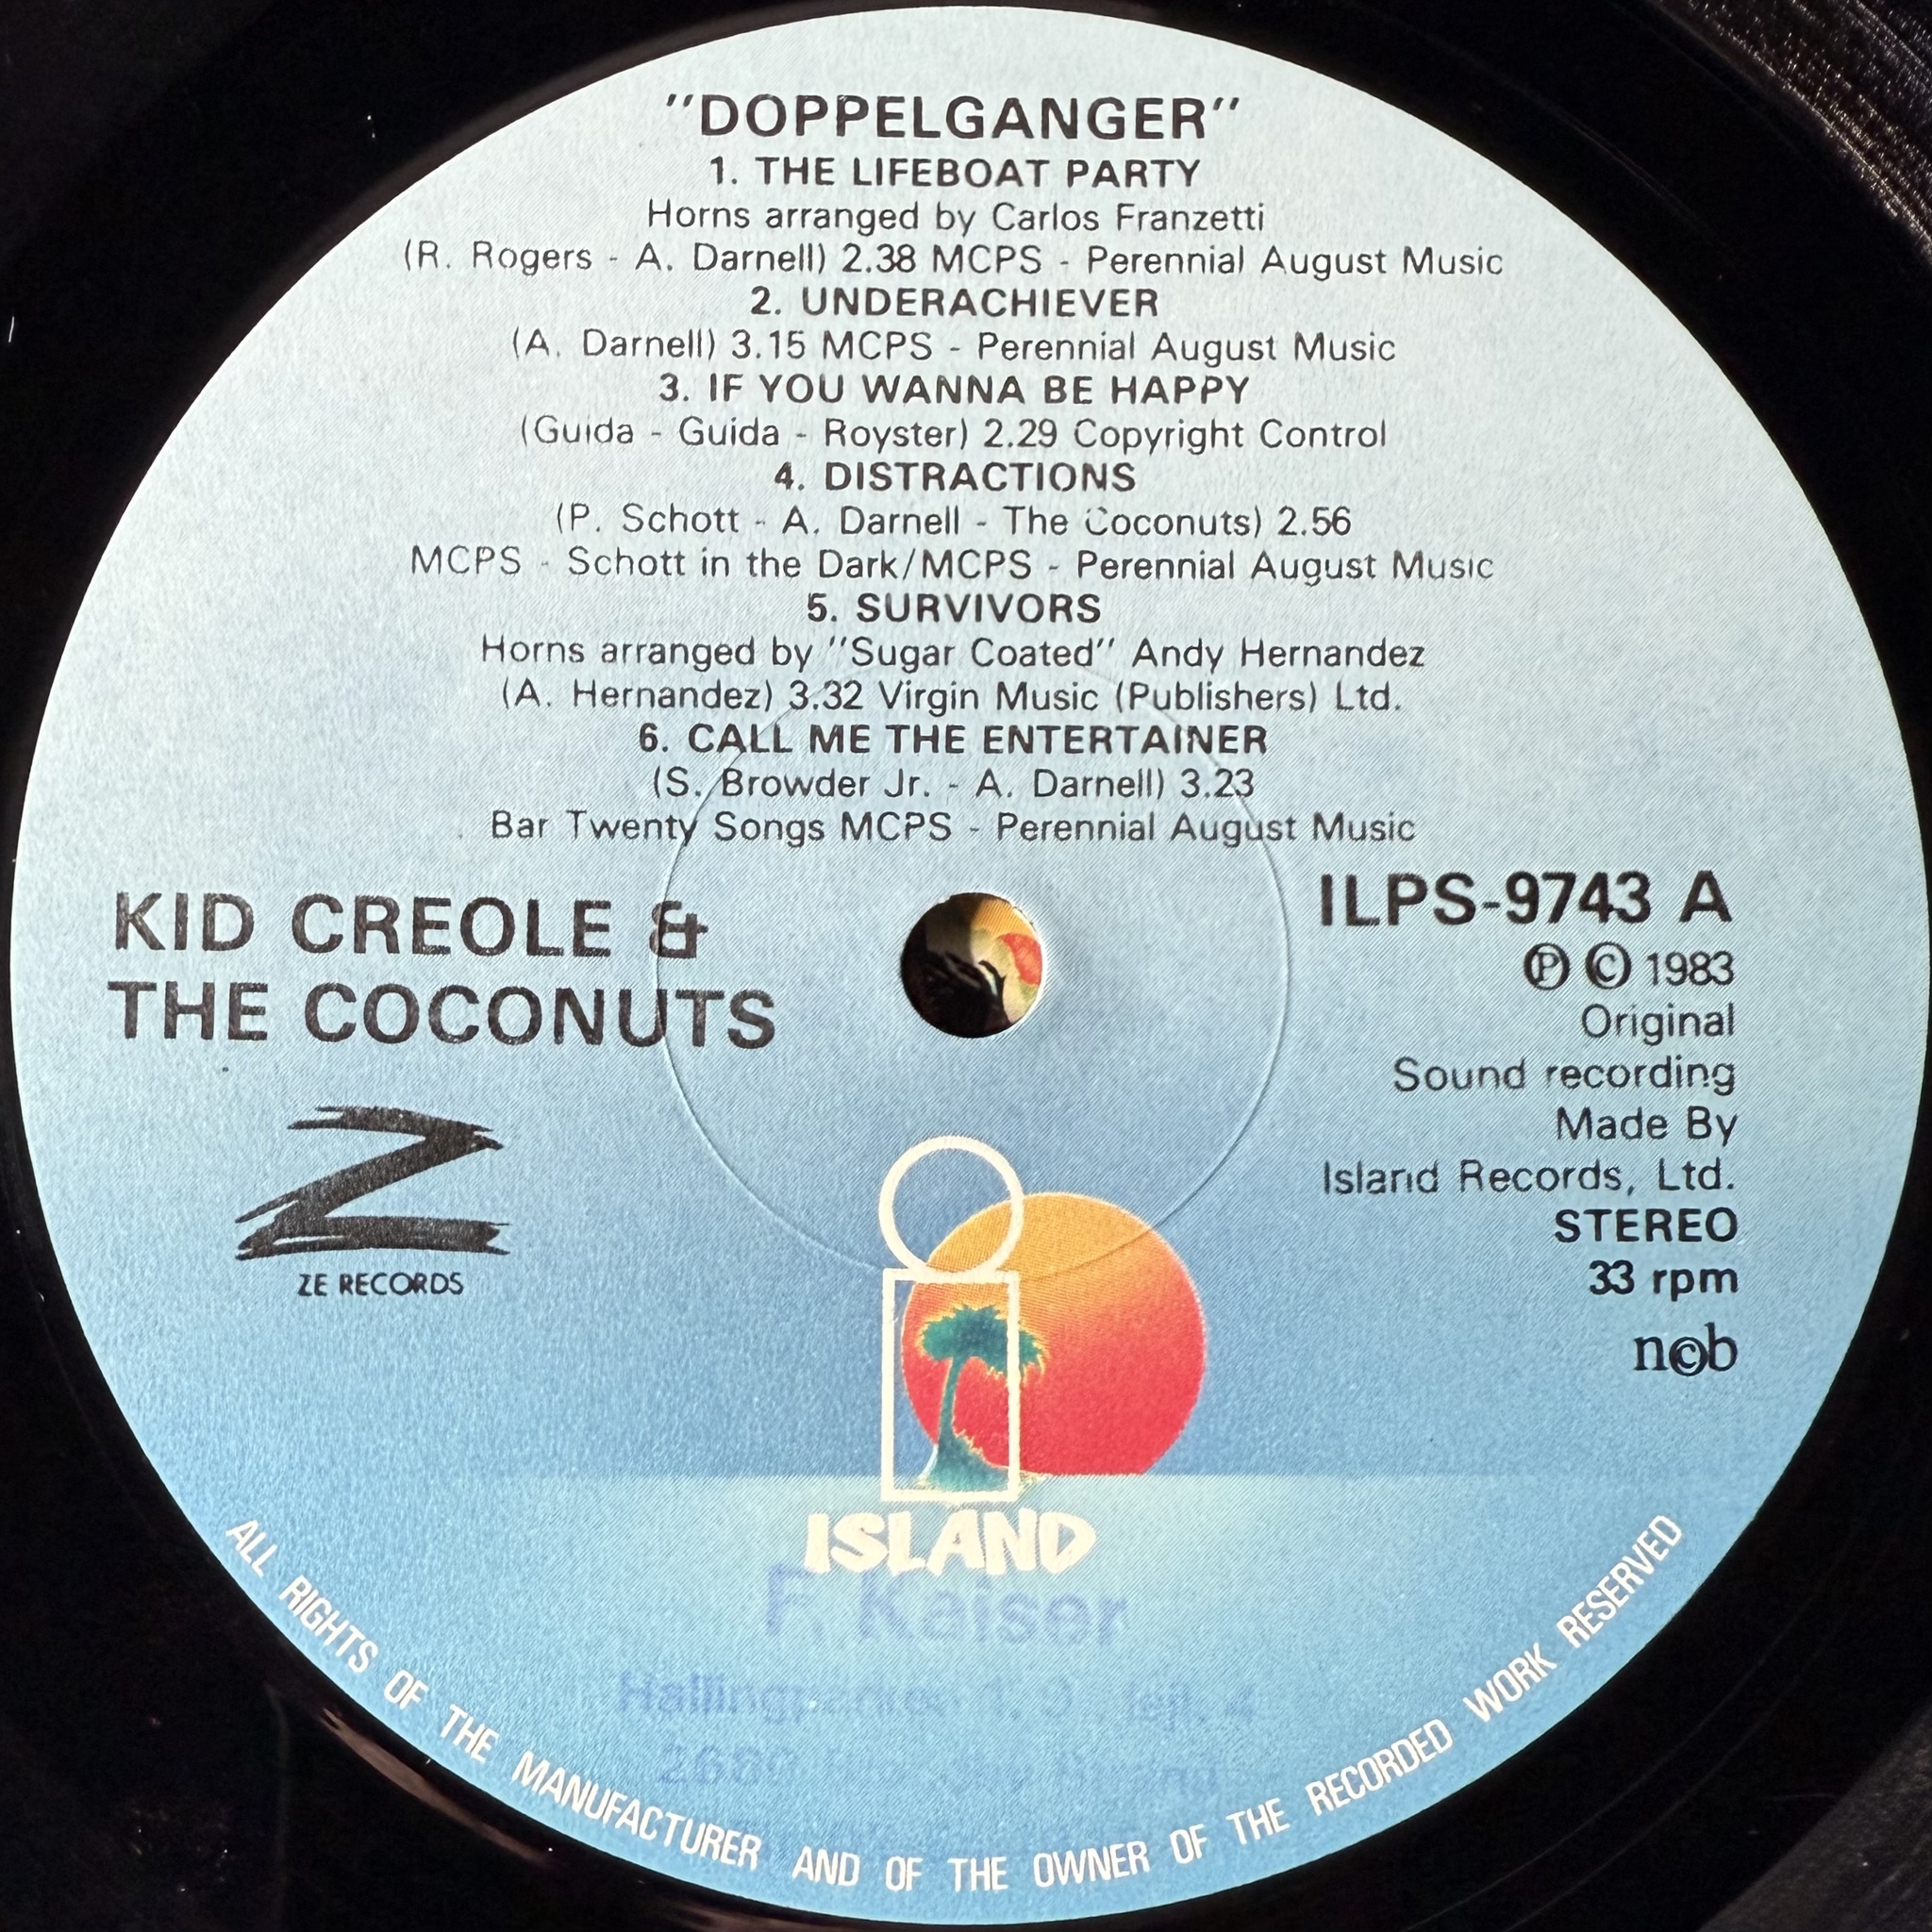 "DOPPELGANGER"
1. THE LIFEBOAT PARTY
Horns arranged by Carlos Franzetti
(R. Rogers - A. Darnell) 2.38 MCPS - Perennial August Music
2. UNDERACHIEVER
(A. Darnell) 3.15 MCPS - Perennial August Music
3. IF YOU WANNA BE HAPPY
(Guida - Guida - Royster) 2.29 Copyright Control
4. DISTRACTIONS
(P. Schott - A. Darnell - The Coconuts) 2.56
MCPS - Schott in the Dark/MCPS - Perennial August Music
5. SURVIVORS
Horns arranged by "Sugar Coated" Andy Hernandez
(A. Hernandez) 3.32 Virgin Music (Publishers) Ltd.
6. CALL ME THE ENTERTAINER
(S. Browder Jr. - A. Darnell) 3.23
Bar Twenty Songs MCPS - Perennial August Music
KID CREOLE &
THE COCONUTS
Z
ZE RECORDS
ILPS-9743 A
Ⓟ © 1983
Original
Sound recording
Made By
Island Records, Ltd.
STEREO
33 rpm
n©b
i
ISLAND
F. Kaiser
ALL RIGHTS OF THE MANUFACTURER AND OF THE OWNER OF THE RECORDED WORK RESERVED